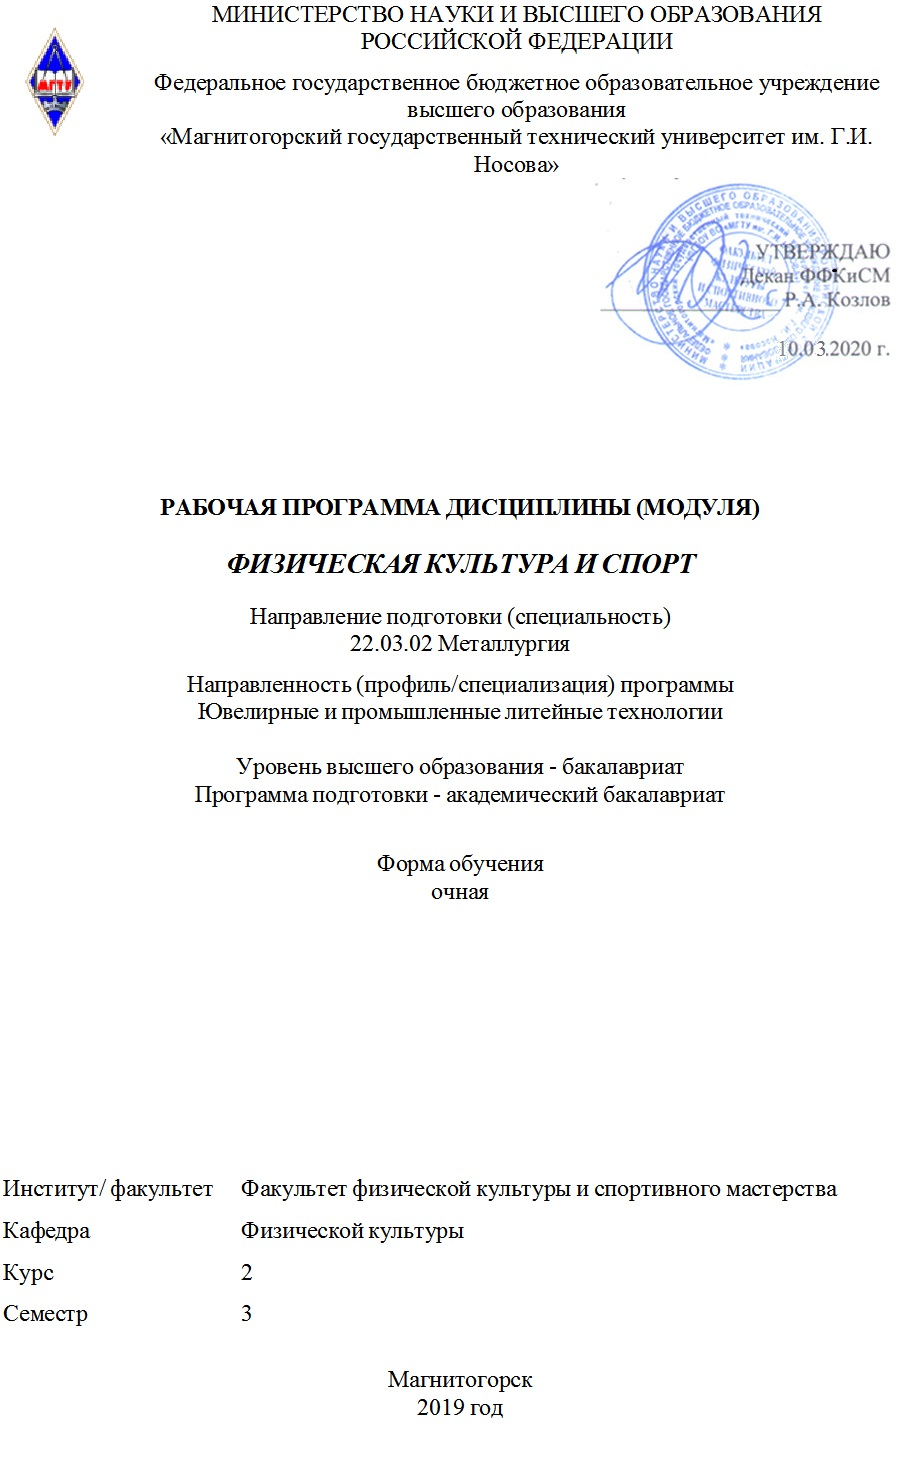 МИНИСТЕРСТВО НАУКИ И ВЫСШЕГО ОБРАЗОВАНИЯ
РОССИЙСКОЙ ФЕДЕРАЦИИ
МГТУ
Федеральное государственное бюджетное образовательное учреждение
высшего образования
«Магнитогорский государственный технический университет им. Г.И.
Носова»
УТВЕРЖДАЮ
Декан ФФКиСМ
Р.А. Козлов
10.03.2020 г.
РАБОЧАЯ ПРОГРАММА ДИСЦИПЛИНЫ (МОДУЛЯ)
ФИЗИЧЕСКАЯ КУЛЬТУРА И СПОРТ
Направление подготовки (специальность)
22.03.02 Металлургия
Направленность (профиль/специализация) программы
Ювелирные и промышленные литейные технологии
Уровень высшего образования - бакалавриат
Программа подготовки - академический бакалавриат
Форма обучения
очная
Институт/ факультет Факультет физической культуры и спортивного мастерства
Кафедра Физической культуры
Курс 2
Семестр 3
Магнитогорск
2019 год